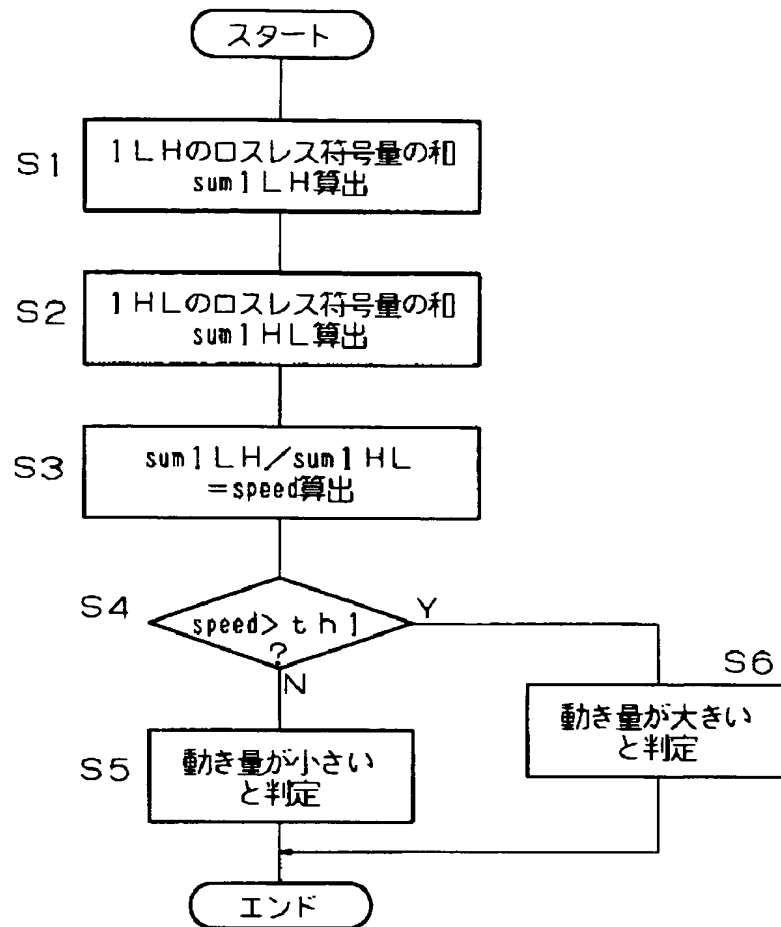 スタート
S1
1LHのロスレス符号量の和
sum1LH算出
S2
1HLのロスレス符号量の和
sum1HL算出
S3
sum1LH/sum1HL
=speed算出
S4
speed>th1
?
Y
N
S6
動き量が大きい
と判定
S5
動き量が小さい
と判定
エンド